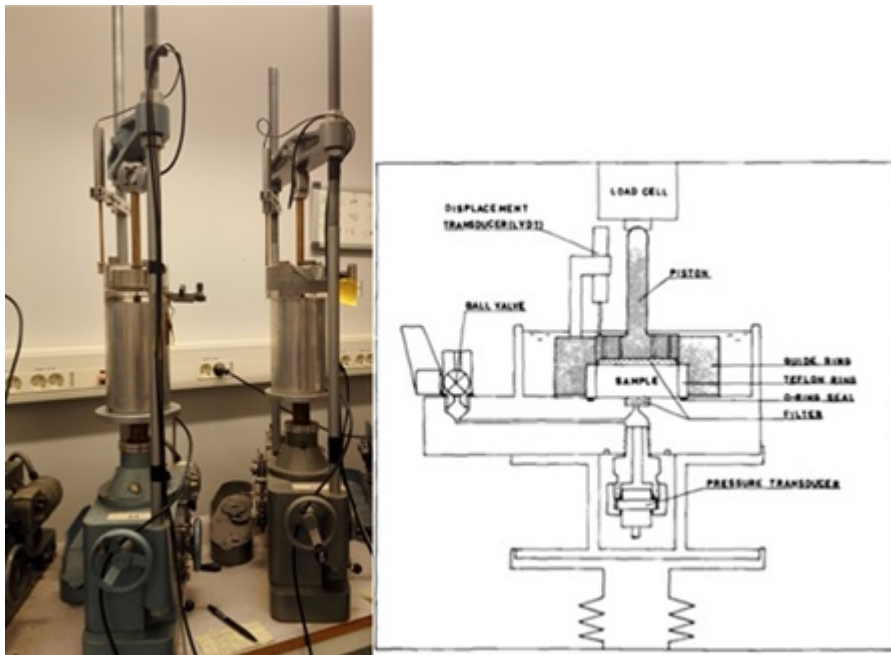 LOAD CELL
DISPLACEMENT
TRANSDUCER(LVDT)
PISTON
BALL VALVE
GUIDE RING
TEFLON RING
O-RING SEAL
FILTER
SAMPLE
PRESSURE TRANSDUCER